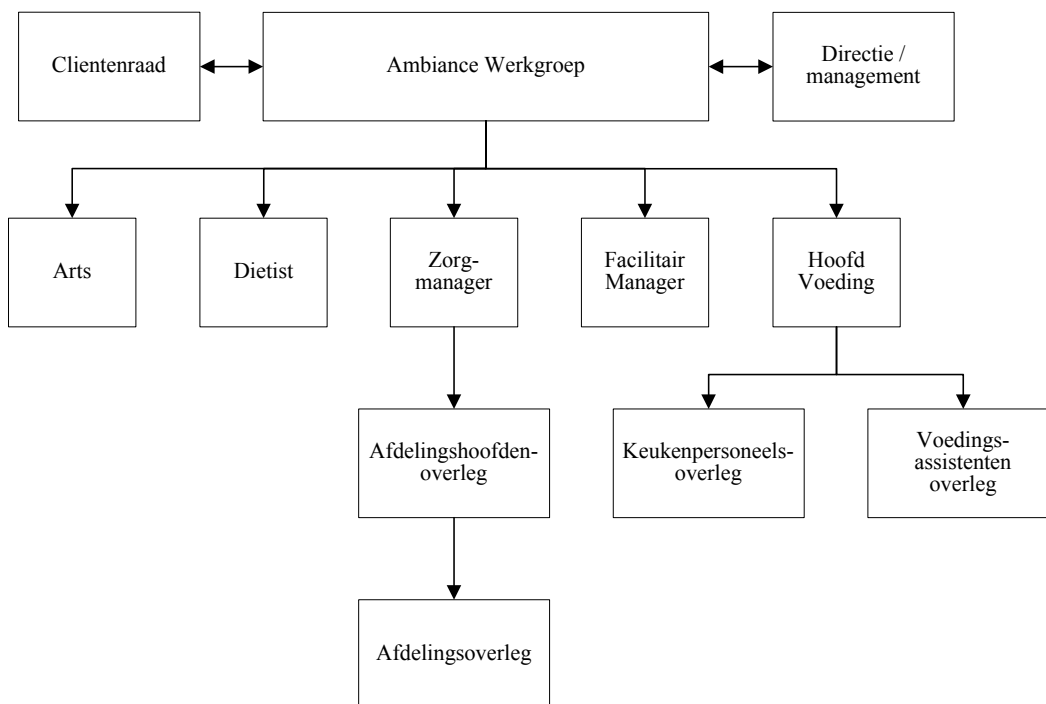 Clientenraad
Ambiance Werkgroep
Directie /
management
Arts
Dietist
Zorg-
manager
Facilitair
Manager
Hoofd
Voeding
Afdelingshoofden-
overleg
Keukenpersoneels-
overleg
Voedings-
assistenten
overleg
Afdelingsoverleg